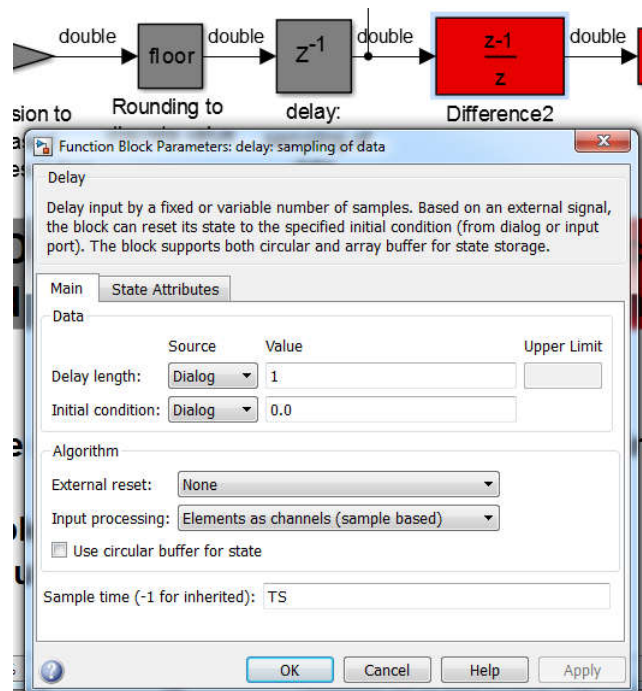 double
double
double
double
floor
z-1
z-1
z
sion to
Rounding to
delay:
Difference2
Function Block Parameters: delay: sampling of data
Delay
Delay input by a fixed or variable number of samples. Based on an external signal,
the block can reset its state to the specified initial condition (from dialog or input
port). The block supports both circular and array buffer for state storage.
Main
State Attributes
Data
Source
Value
Upper Limit
Delay length:
Dialog
1
Initial condition:
Dialog
0.0
Algorithm
External reset:
None
Input processing:
Elements as channels (sample based)
Use circular buffer for state
Sample time (-1 for inherited):
TS
OK
Cancel
Help
Apply